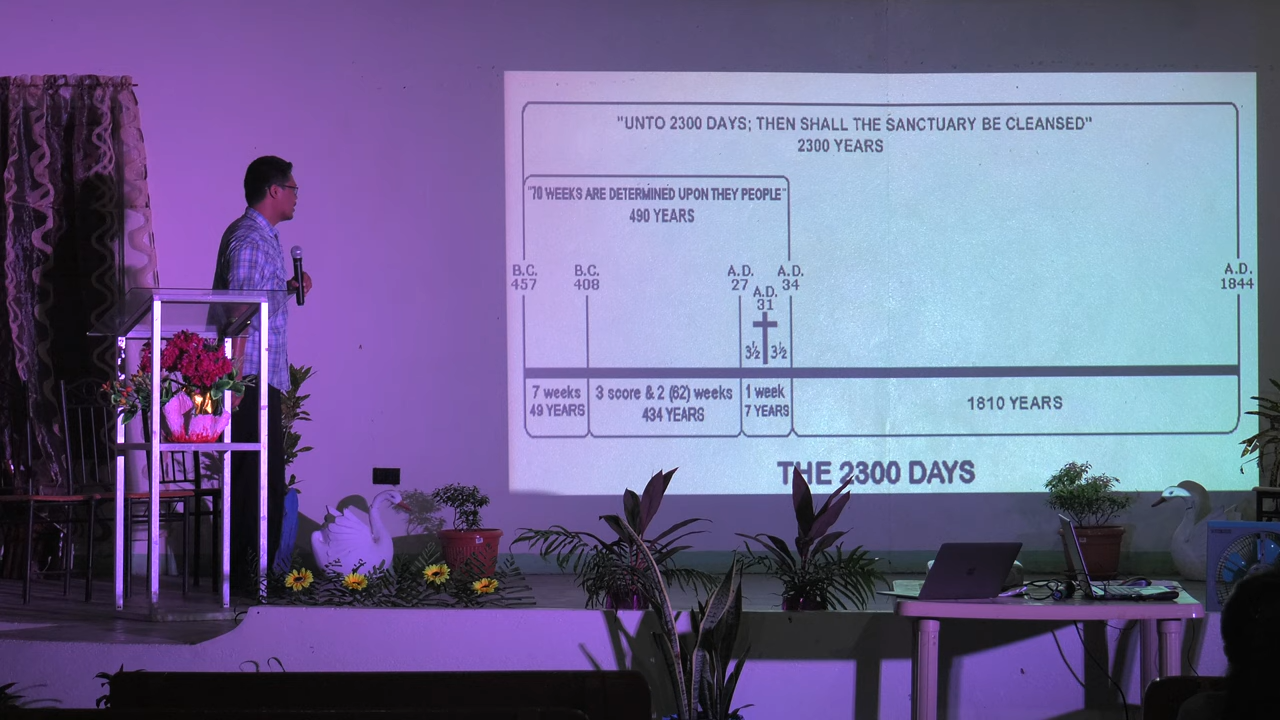 "UNTO 2300 DAYS; THEN SHALL THE SANCTUARY BE CLEANSED"
2300 YEARS
"70 WEEKS ARE DETERMINED UPON THEY PEOPLE"
490 YEARS
B.C.
457
B.C.
408
A.D.
27
A.D.
31
A.D.
34
A.D.
1844
3½ 3½
7 weeks
49 YEARS
3 score & 2 (62) weeks
434 YEARS
1 week
7 YEARS
1810 YEARS
THE 2300 DAYS